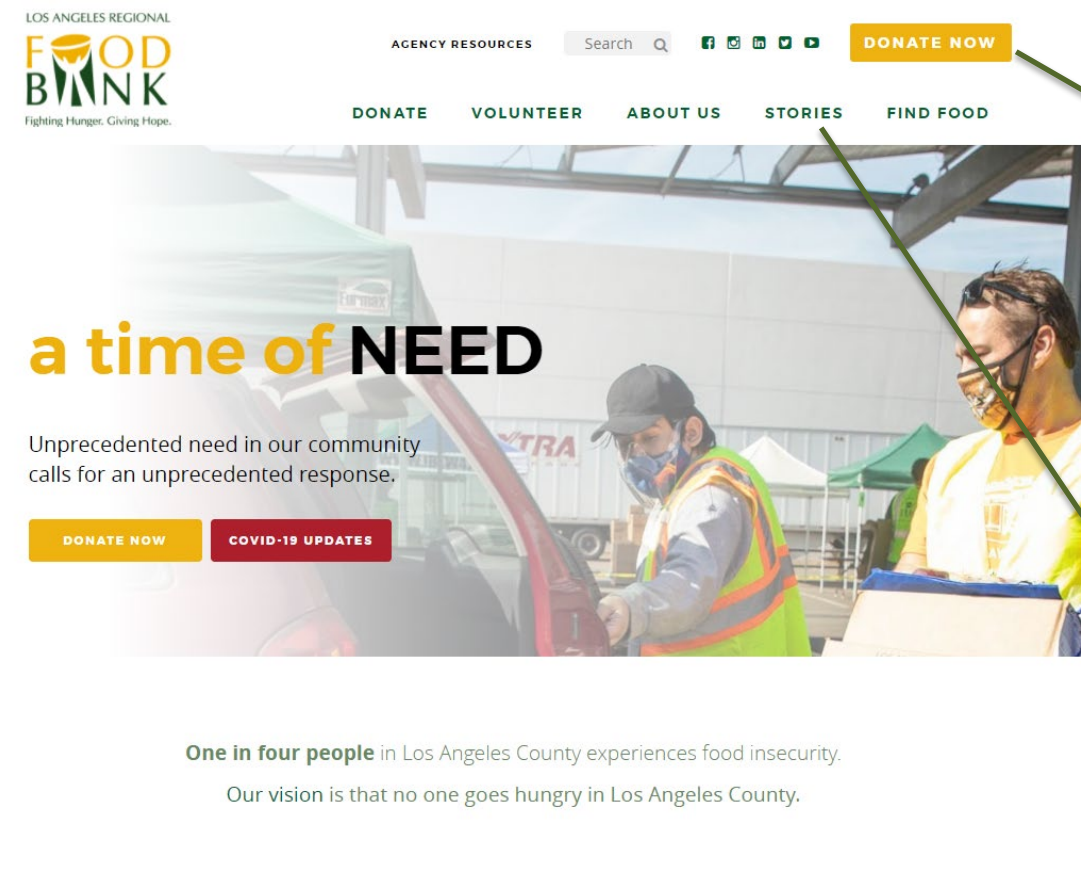 LOS ANGELES REGIONAL
FOOD
BANK
Fighting Hunger. Giving Hope.
AGENCY RESOURCES
Search
DONATE NOW
DONATE
VOLUNTEER
ABOUT US
STORIES
FIND FOOD
Eurmax
XTRA
a time of NEED
Unprecedented need in our community
calls for an unprecedented response.
DONATE NOW
COVID-19 UPDATES
One in four people in Los Angeles County experiences food insecurity.
Our vision is that no one goes hungry in Los Angeles County.